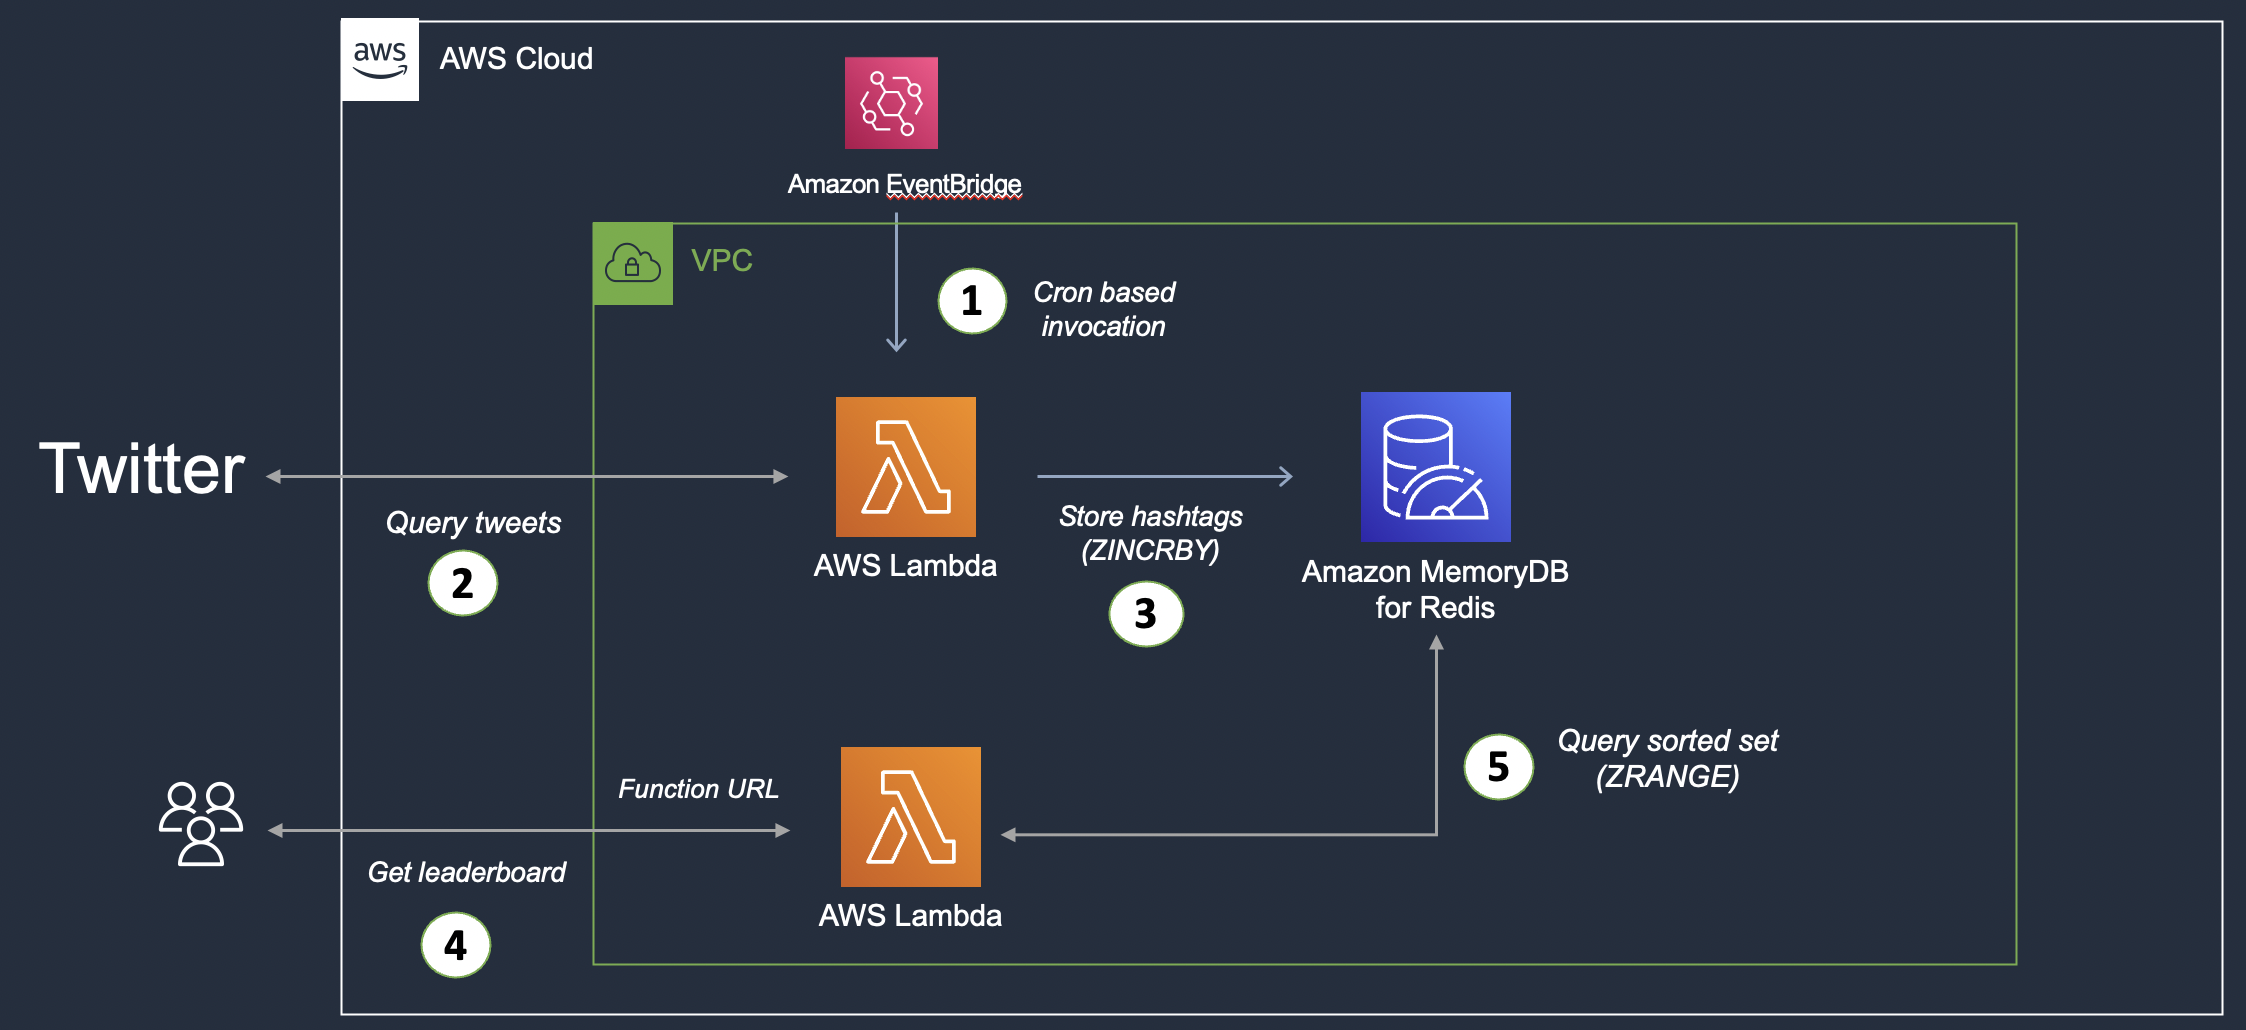 aws
AWS Cloud
Amazon EventBridge
VPC
1
Cron based
invocation
Twitter
Query tweets
2
AWS Lambda
Store hashtags
(ZINCRBY)
3
Amazon MemoryDB
for Redis
Function URL
Get leaderboard
4
AWS Lambda
5
Query sorted set
(ZRANGE)